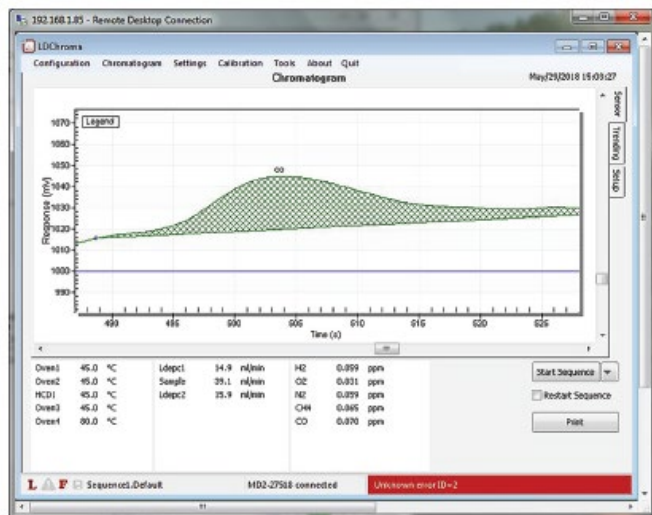 192.168.1.85 - Remote Desktop Connection
LDChroma
Configuration Chromatogram Settings Calibration Tools About Quit
Chromatogram May/29/2018 15:09:27
Legend
Sensor
Trending
Setup
CO
Response (mV)
1070
1060
1050
1040
1030
1020
1010
1000
990
490 495 500 505 510 515 520 525
Time (s)
Oven1 45.0 °C Ldepc1 14.9 ml/min H2 0.059 ppm
Oven2 45.0 °C Sample 39.1 ml/min O2 0.031 ppm
HCD1 45.0 °C Ldepc2 15.9 ml/min N2 0.059 ppm
Oven3 45.0 °C CH4 0.065 ppm
Oven4 80.0 °C CO 0.070 ppm
Start Sequence
Restart Sequence
Print
L F Sequence1.Default MD2-27518-connected Unknown error ID=2